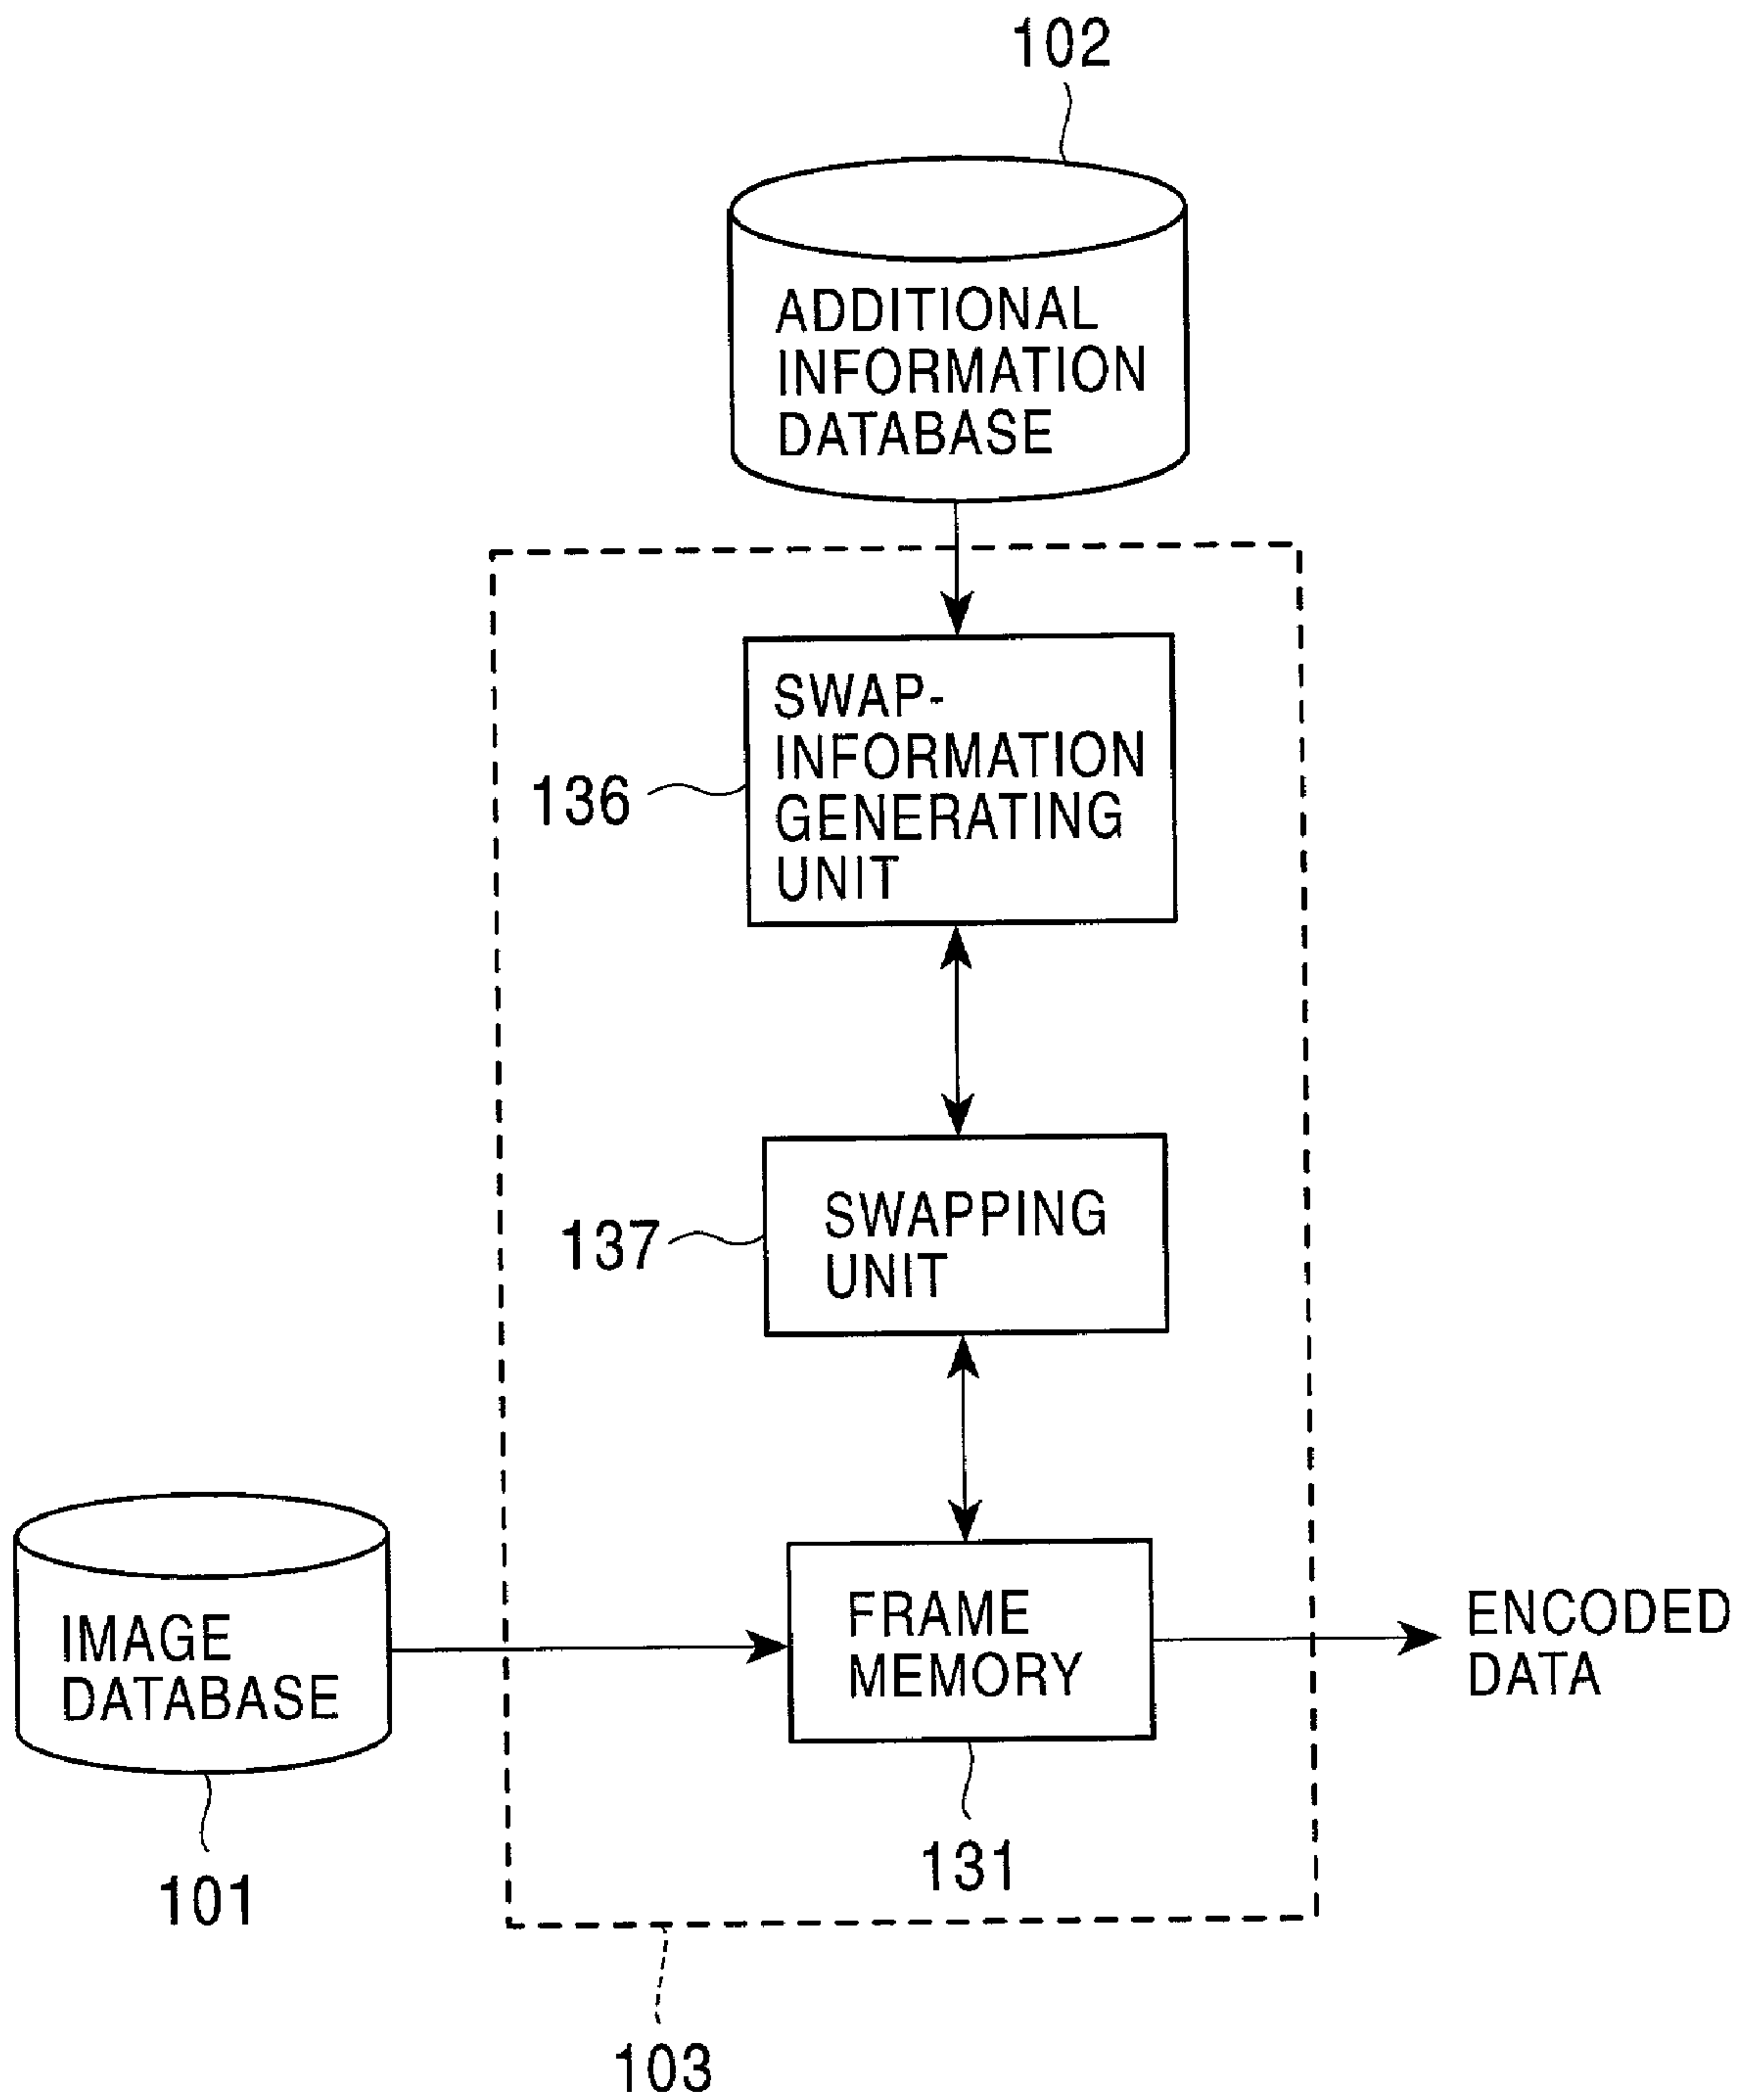 102
ADDITIONAL
INFORMATION
DATABASE
SWAP-
INFORMATION
GENERATING
UNIT
136
SWAPPING
UNIT
137
IMAGE
DATABASE
101
FRAME
MEMORY
131
ENCODED
DATA
103